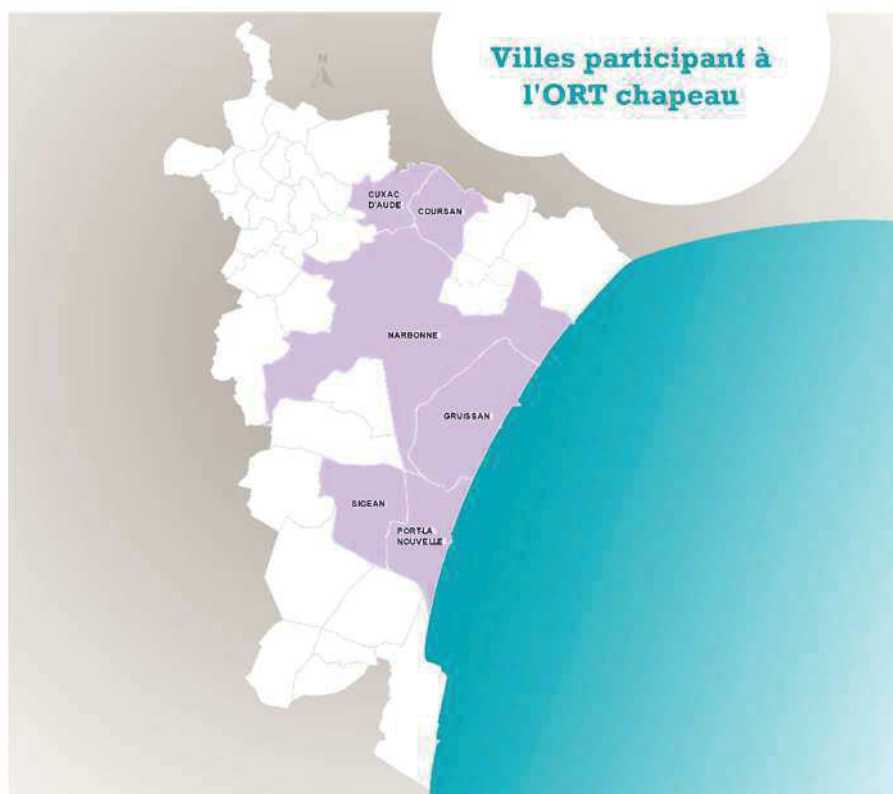 N
Villes participant à
l'ORT chapeau
CUXAC
D'AUDE
COURSAN
NARBONNE
GRUISSAN
SIGEAN
PORT-LA
NOUVELLE